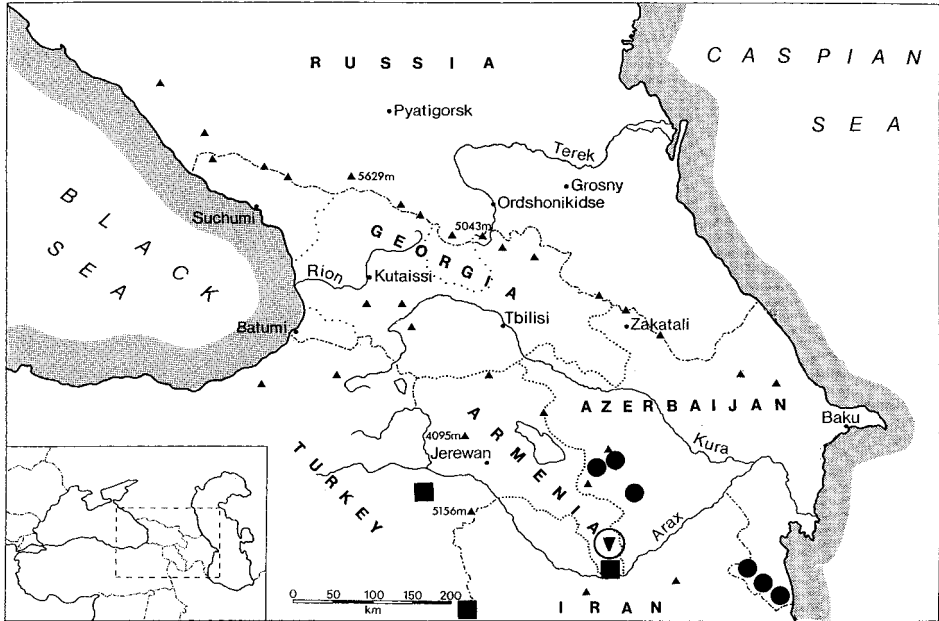 RUSSIA
CASPIAN
SEA
Pyatigorsk
Terek
Grosny
Ordshonikidse
5629m
BLACK
SEA
Suchumi
5043m
GEORGIA
Rion
Kutaissi
Batumi
Tbilisi
Zakatali
AZERBAIJAN
Baku
Kura
ARMENIA
4095m
Jerewan
TURKEY
5156m
Arax
0 50 100 200
km
IRAN